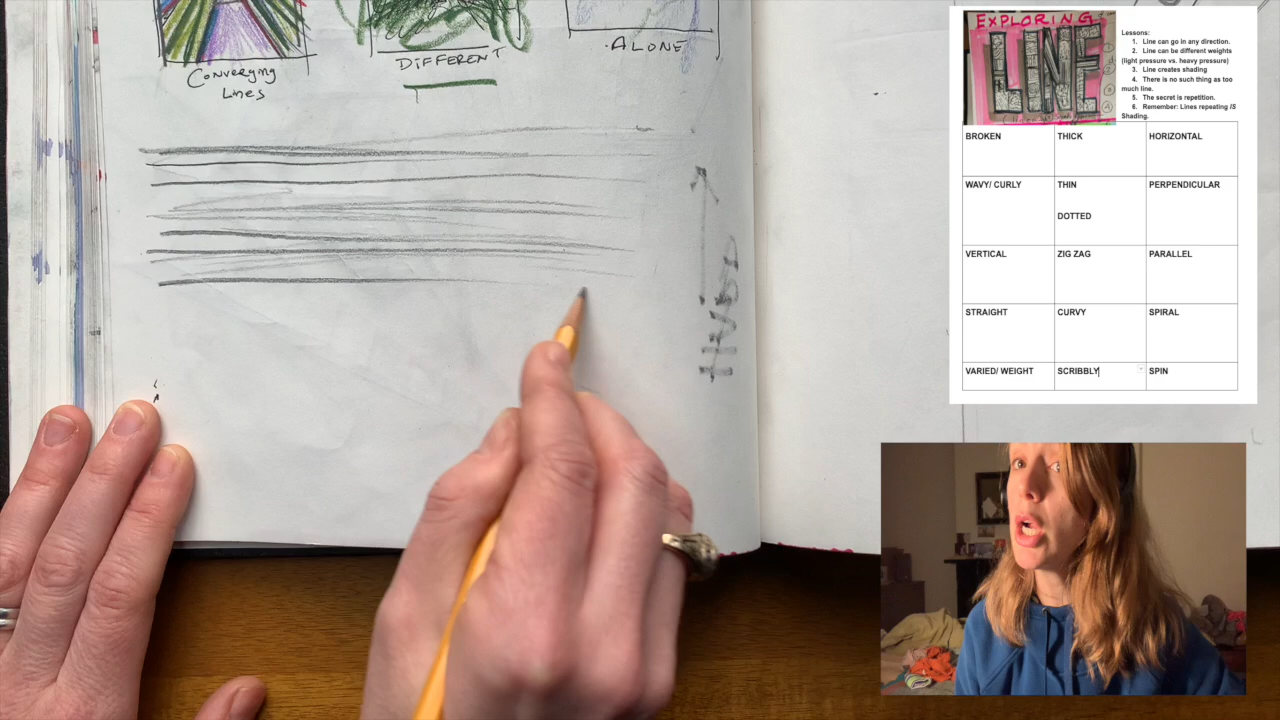 Converging
Lines
DIFFERENT
ALONE
EXPLORING
LINE
Lessons:
1. Line can go in any direction.
2. Line can be different weights
(light pressure vs. heavy pressure)
3. Line creates shading
4. There is no such thing as too
much line.
5. The secret is repetition.
6. Remember: Lines repeating IS
Shading.
BROKEN
THICK
HORIZONTAL
WAVY/ CURLY
THIN
PERPENDICULAR
DOTTED
VERTICAL
ZIG ZAG
PARALLEL
STRAIGHT
CURVY
SPIRAL
VARIED/ WEIGHT
SCRIBBLY
SPIN